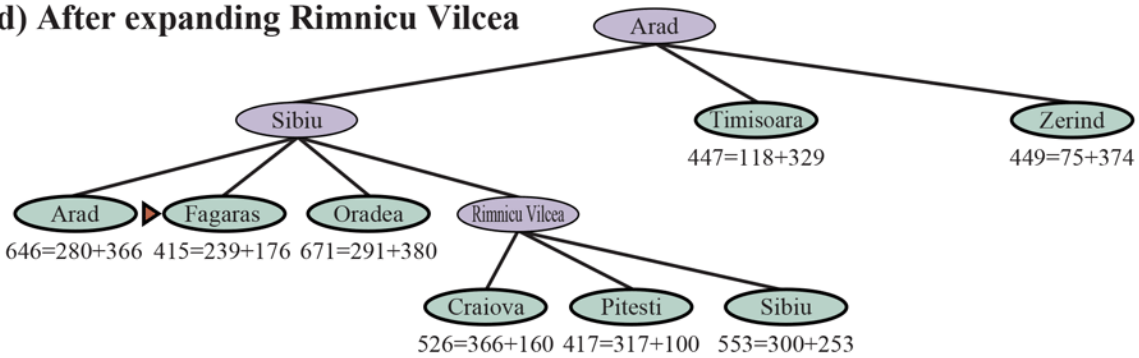 d) After expanding Rimnicu Vilcea
Arad
Sibiu
Timisoara
Zerind
447=118+329
449=75+374
Arad
Fagaras
Oradea
Rimnicu Vilcea
646=280+366
415=239+176
671=291+380
Craiova
Pitesti
Sibiu
526=366+160
417=317+100
553=300+253